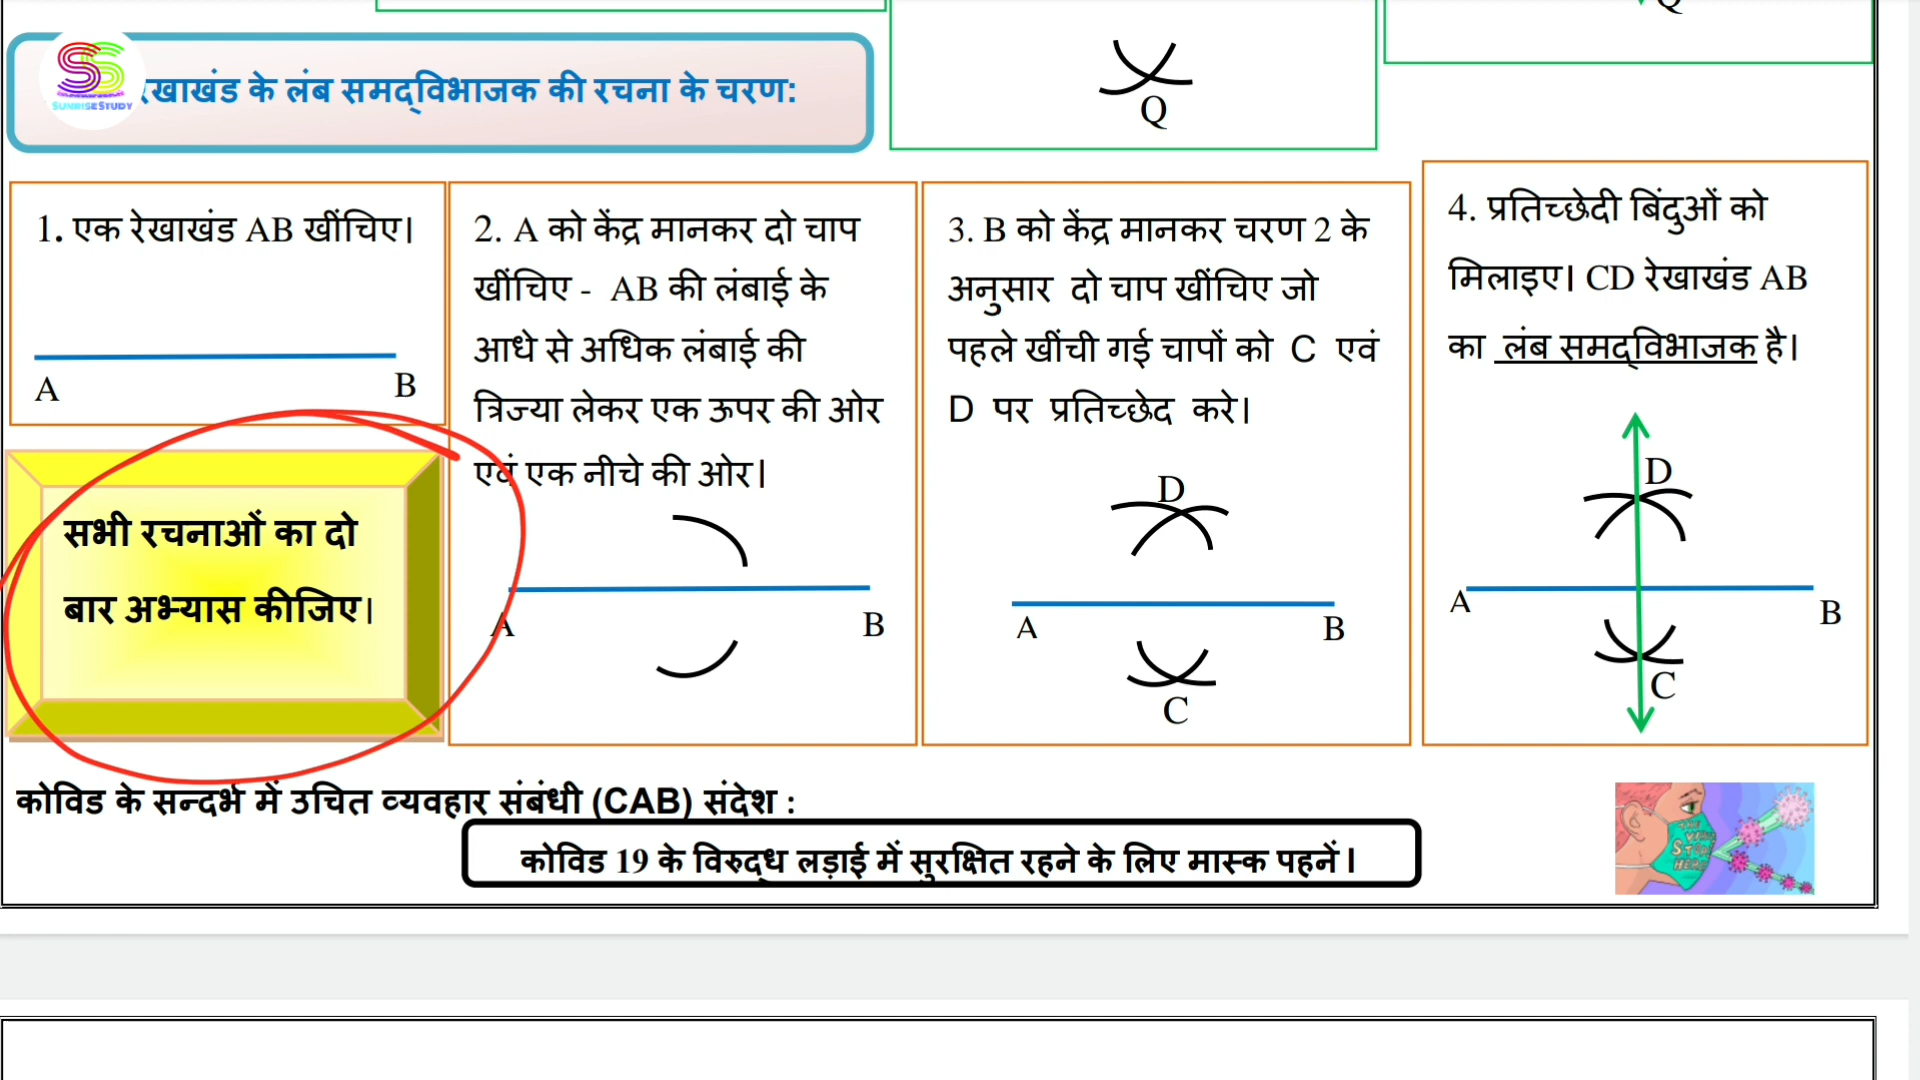 Q
Q
SUNRISE STUDY
रेखाखंड के लंब समद्विभाजक की रचना के चरण:
1. एक रेखाखंड AB खींचिए।
A B
2. A को केंद्र मानकर दो चाप
खींचिए - AB की लंबाई के
आधे से अधिक लंबाई की
त्रिज्या लेकर एक ऊपर की ओर
एवं एक नीचे की ओर।
A B
3. B को केंद्र मानकर चरण 2 के
अनुसार दो चाप खींचिए जो
पहले खींची गई चापों को C एवं
D पर प्रतिच्छेद करे।
D
A B
C
4. प्रतिच्छेदी बिंदुओं को
मिलाइए। CD रेखाखंड AB
का लंब समद्विभाजक है।
D
A B
C
सभी रचनाओं का दो
बार अभ्यास कीजिए।
कोविड के सन्दर्भ में उचित व्यवहार संबंधी (CAB) संदेश :
कोविड 19 के विरुद्ध लड़ाई में सुरक्षित रहने के लिए मास्क पहनें।